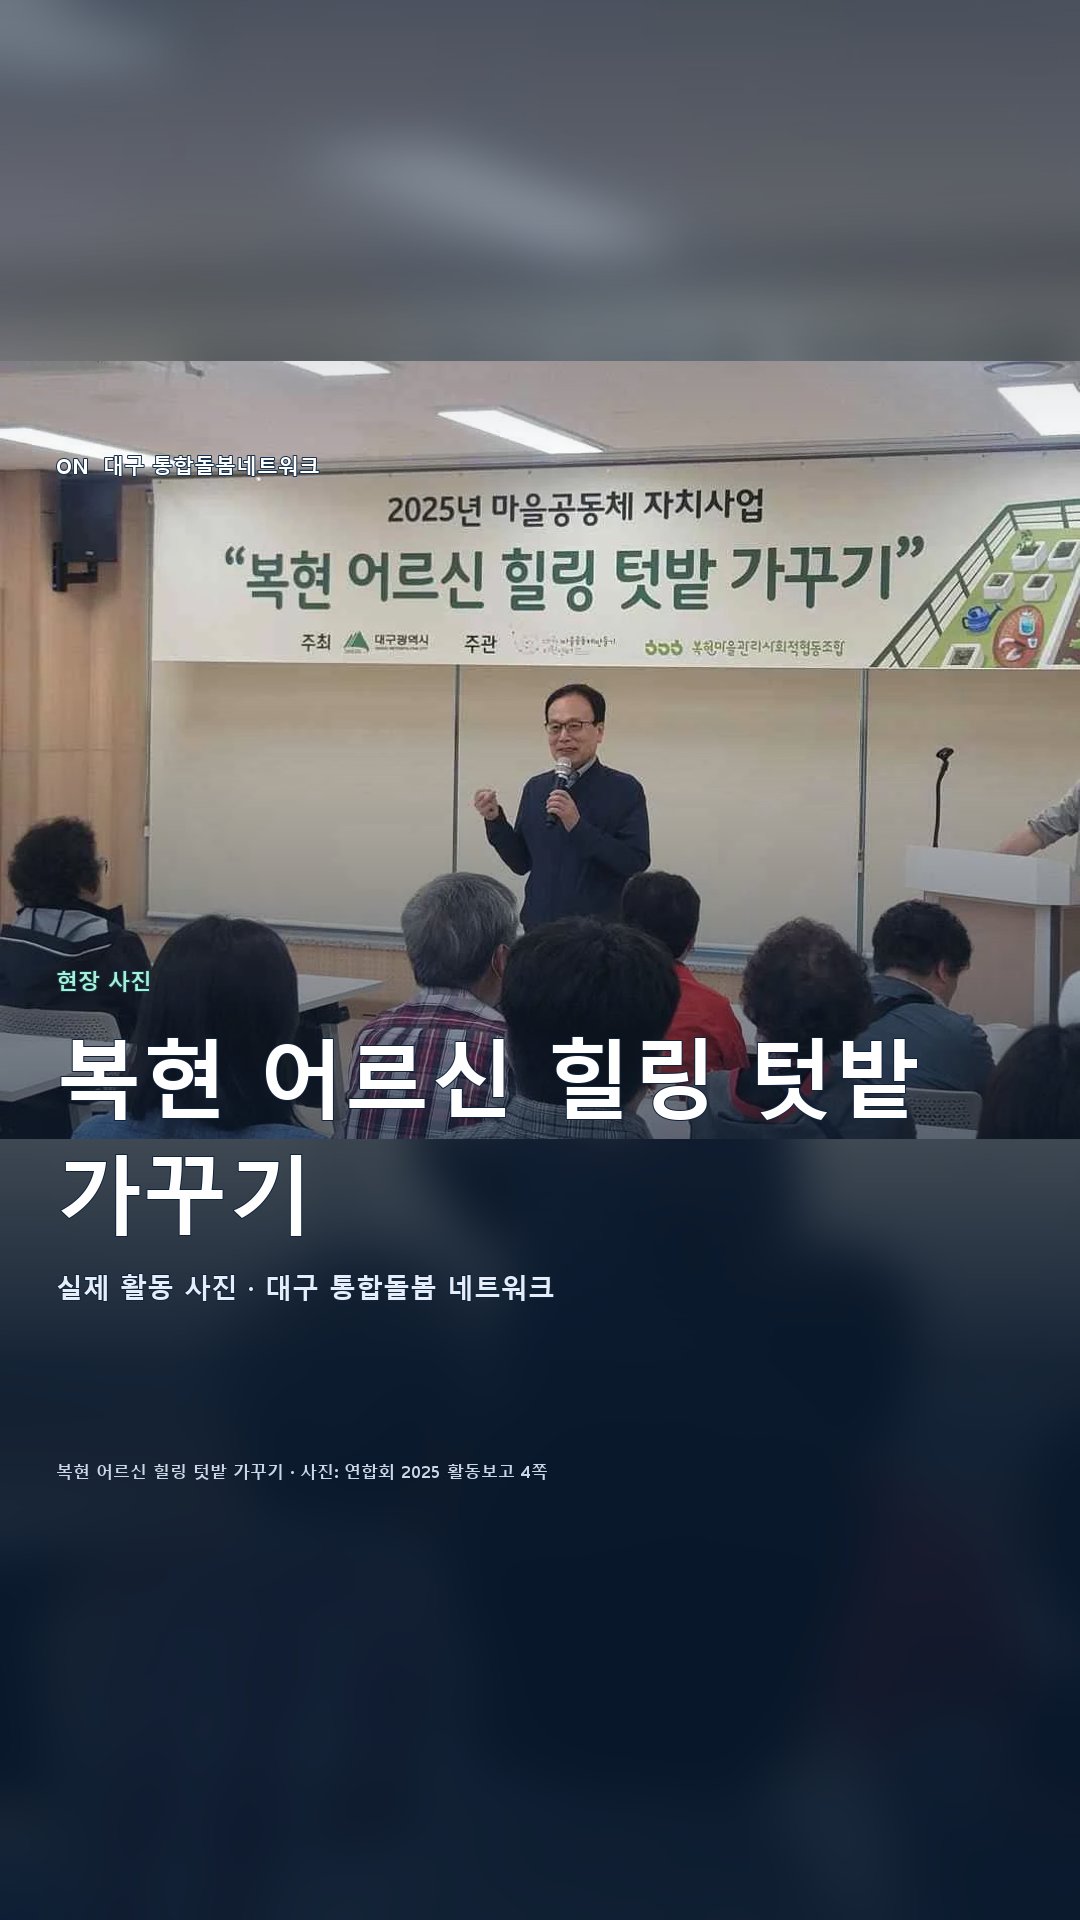 ON 대구 통합돌봄네트워크
2025년 마을공동체 자치사업
“복현 어르신 힐링 텃밭 가꾸기”
주최 대구광역시 주관 복현마을관리사회적협동조합
현장 사진
복현 어르신 힐링 텃밭
가꾸기
실제 활동 사진 · 대구 통합돌봄 네트워크
복현 어르신 힐링 텃밭 가꾸기 · 사진: 연합회 2025 활동보고 4쪽